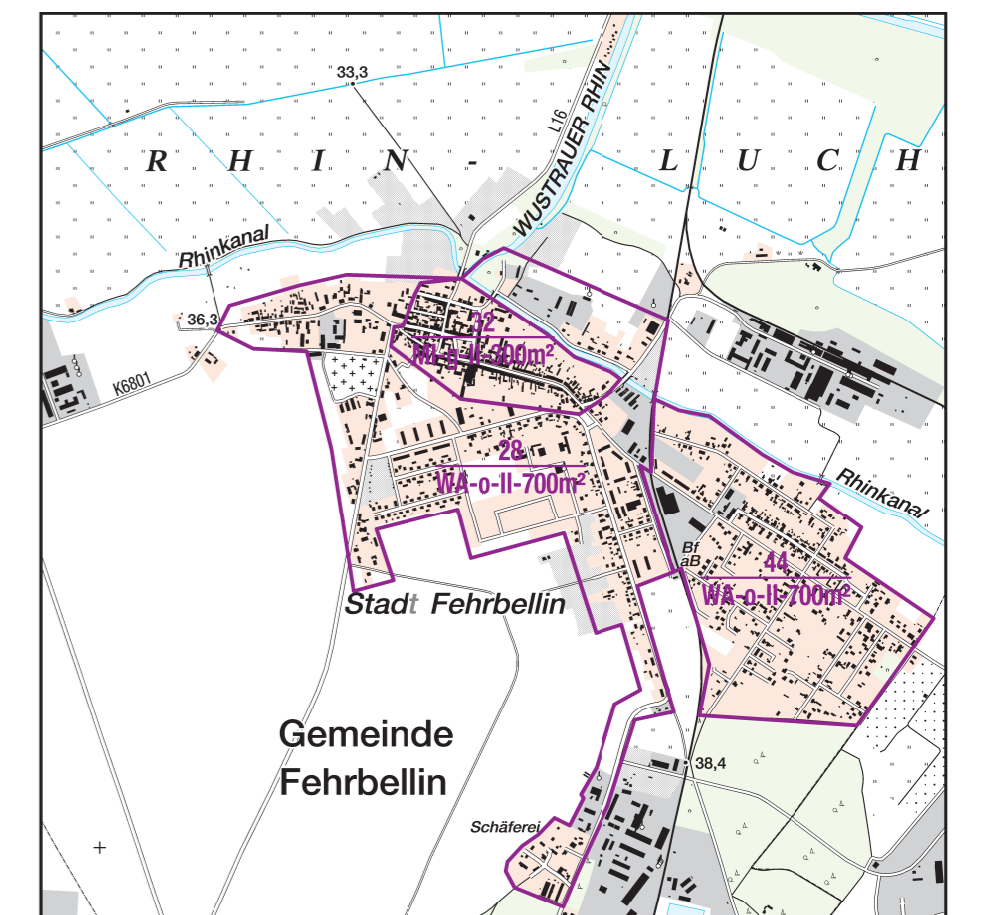 33,3
L16
WUSTRAUER RHIN
R H I N - L U C H
Rhinkanal
36,3
32
MI-g-II-300m²
K6801
28
WA-o-II-700m²
Rhinkanal
Bf
aB
44
WA-o-II-700m²
Stadt Fehrbellin
Gemeinde
Fehrbellin
38,4
Schäferei